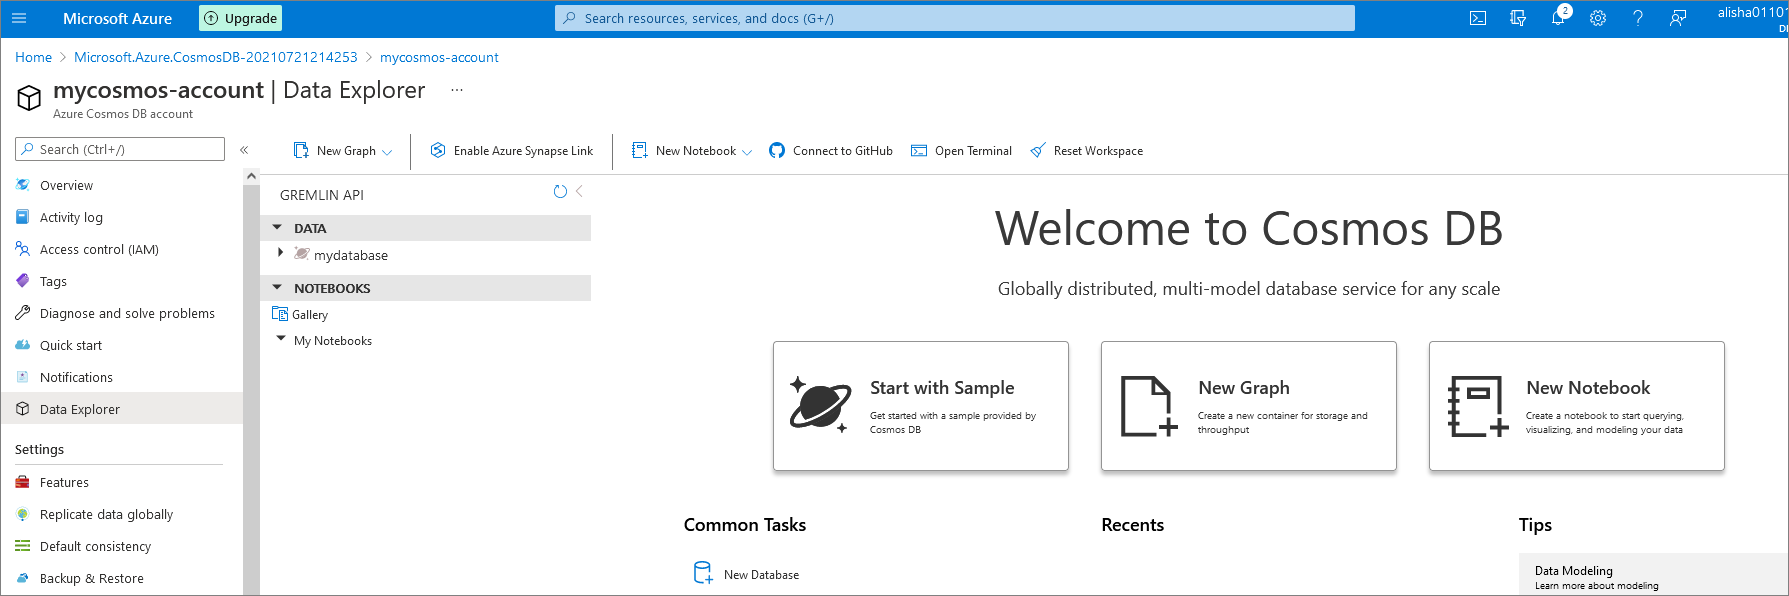 Microsoft Azure
Upgrade
Search resources, services, and docs (G+/)
2
alisha01101
Home > Microsoft.Azure.CosmosDB-20210721214253 > mycosmos-account
mycosmos-account | Data Explorer ...
Azure Cosmos DB account
Search (Ctrl+/)
«
New Graph
Enable Azure Synapse Link
New Notebook
Connect to GitHub
Open Terminal
Reset Workspace
Overview
Activity log
Access control (IAM)
Tags
Diagnose and solve problems
Quick start
Notifications
Data Explorer
Settings
Features
Replicate data globally
Default consistency
Backup & Restore
GREMLIN API
DATA
mydatabase
NOTEBOOKS
Gallery
My Notebooks
Welcome to Cosmos DB
Globally distributed, multi-model database service for any scale
Start with Sample
Get started with a sample provided by
Cosmos DB
New Graph
Create a new container for storage and
throughput
New Notebook
Create a notebook to start querying,
visualizing, and modeling your data
Common Tasks
New Database
Recents
Tips
Data Modeling
Learn more about modeling